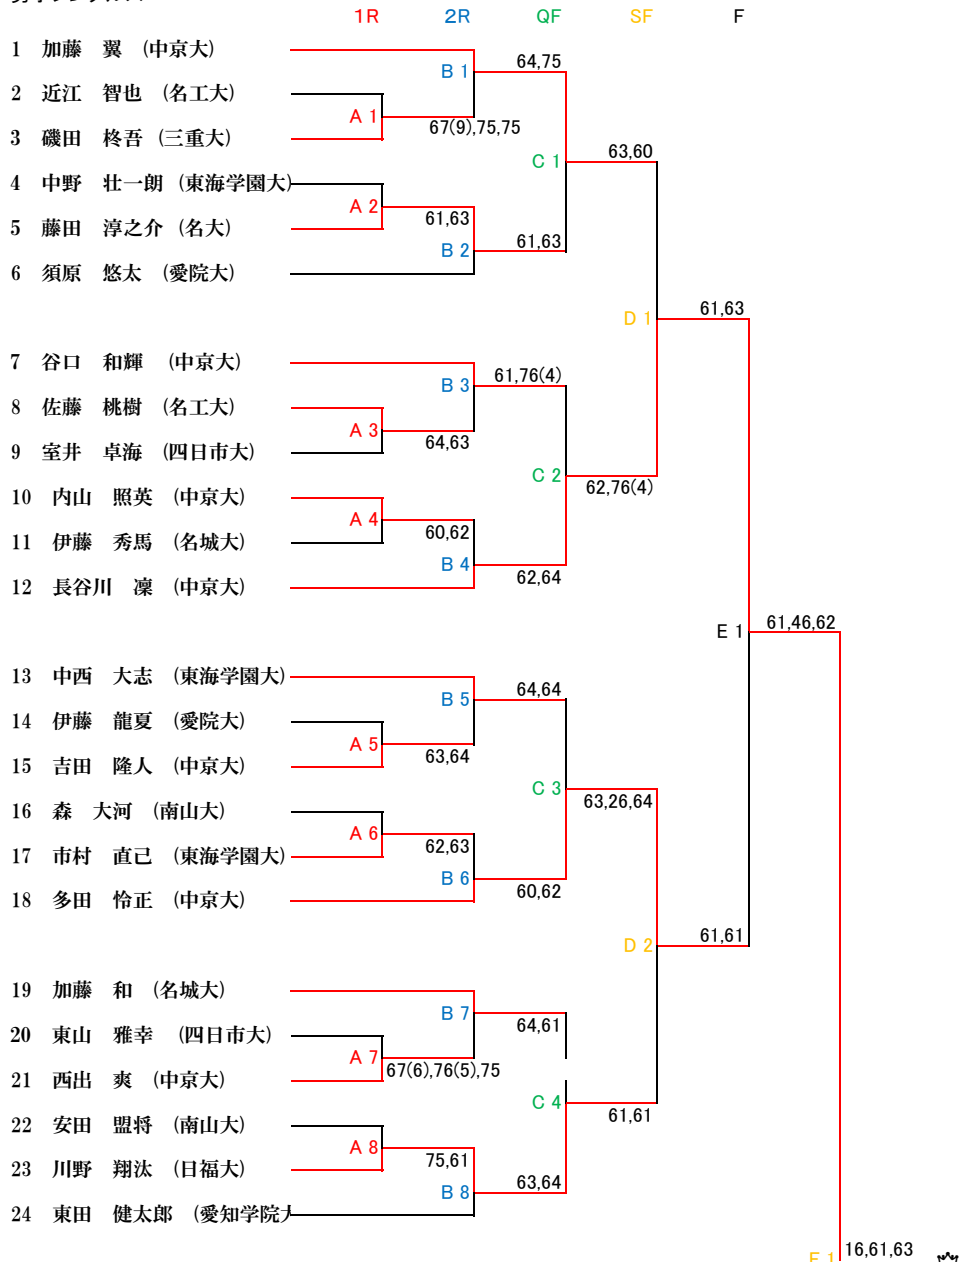 1R 2R QF SF F
1 加藤 翼 (中京大)
64,75
B 1
2 近江 智也 (名工大)
A 1
67(9),75,75
3 磯田 柊吾 (三重大)
63,60
C 1
4 中野 壮一朗 (東海学園大)
A 2
61,63
5 藤田 淳之介 (名大)
61,63
B 2
6 須原 悠太 (愛院大)
61,63
D 1
7 谷口 和輝 (中京大)
61,76(4)
B 3
8 佐藤 桃樹 (名工大)
A 3
64,63
9 室井 卓海 (四日市大)
C 2
62,76(4)
10 内山 照英 (中京大)
A 4
60,62
11 伊藤 秀馬 (名城大)
B 4
62,64
12 長谷川 凜 (中京大)
E 1
61,46,62
13 中西 大志 (東海学園大)
64,64
B 5
14 伊藤 龍夏 (愛院大)
A 5
63,64
15 吉田 隆人 (中京大)
C 3
63,26,64
16 森 大河 (南山大)
A 6
62,63
17 市村 直己 (東海学園大)
B 6
60,62
18 多田 怜正 (中京大)
61,61
D 2
19 加藤 和 (名城大)
B 7
64,61
20 東山 雅幸 (四日市大)
A 7
67(6),76(5),75
21 西出 爽 (中京大)
C 4
61,61
22 安田 盟将 (南山大)
A 8
75,61
23 川野 翔汰 (日福大)
63,64
B 8
24 東田 健太郎 (愛知学院大
16,61,63